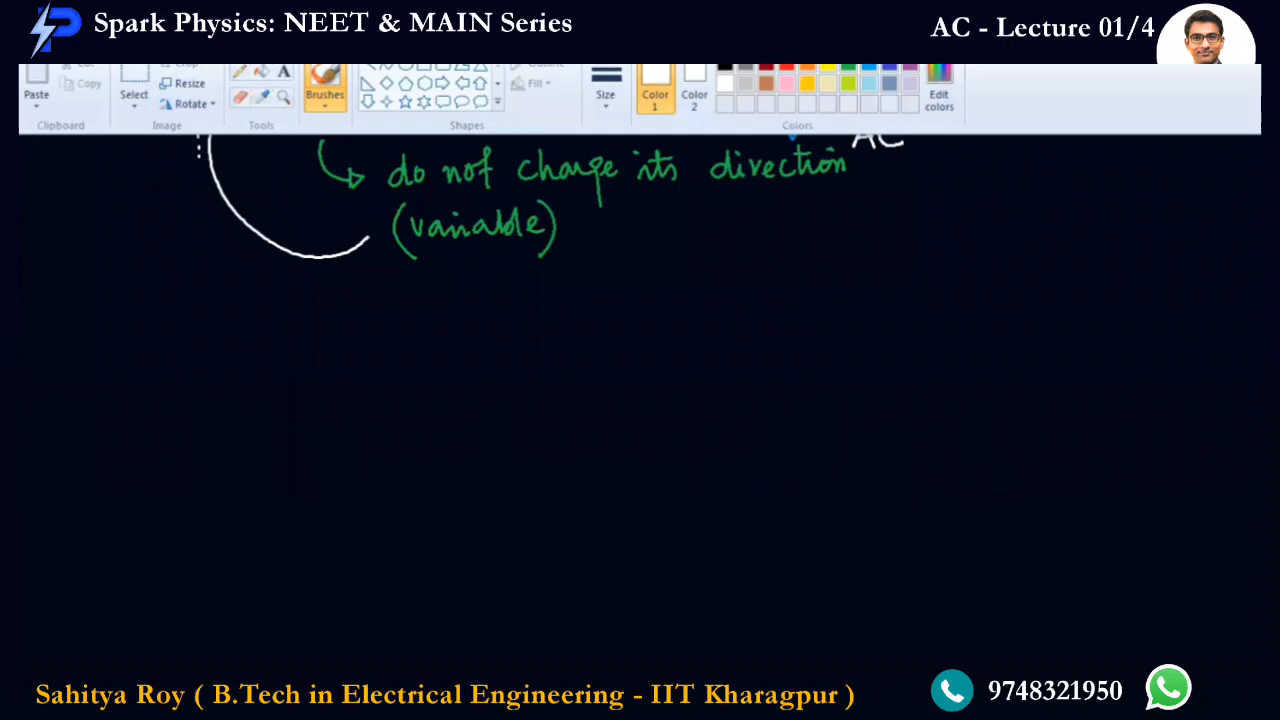 Spark Physics: NEET & MAIN Series
AC - Lecture 01/4
Copy
Resize
Outline
Paste
Select
Rotate
A
Brushes
Fill
Size
Color 1
Color 2
Edit colors
Clipboard
Image
Tools
Shapes
Colors
AC
do not change its direction
(variable)
Sahitya Roy ( B.Tech in Electrical Engineering - IIT Kharagpur )
9748321950